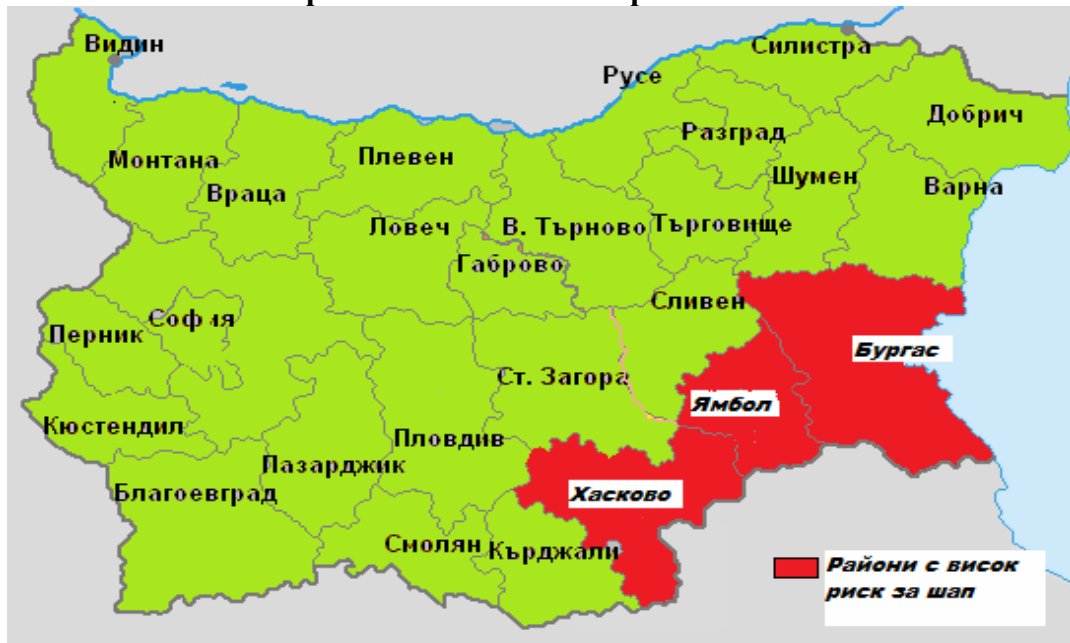 Видин
Силистра
Русе
Добрич
Разград
Монтана
Плевен
Шумен
Враца
Варна
Ловеч
В. Търново
Търговище
Габрово
Сливен
София
Перник
Бургас
Ст. Загора
Ямбол
Кюстендил
Пловдив
Пазарджик
Благоевград
Хасково
Смолян
Кърджали
Райони с висок
риск за шап